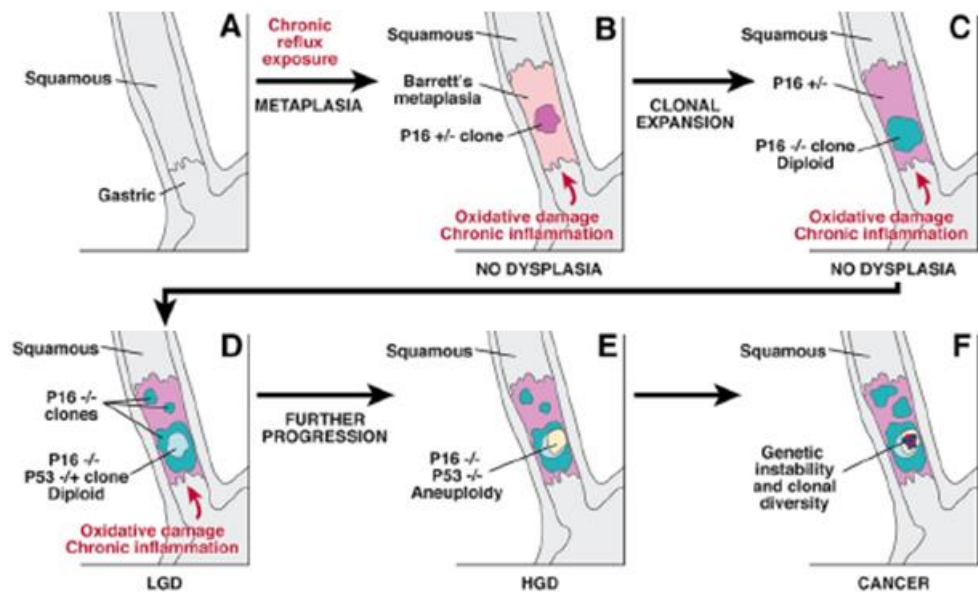 A
Squamous
Gastric
Chronic
reflux
exposure
METAPLASIA
B
Squamous
Barrett's
metaplasia
P16 +/- clone
Oxidative damage
Chronic inflammation
NO DYSPLASIA
CLONAL
EXPANSION
C
Squamous
P16 +/-
P16 -/- clone
Diploid
Oxidative damage
Chronic inflammation
NO DYSPLASIA
D
Squamous
P16 -/-
clones
P16 -/-
P53 -/+ clone
Diploid
Oxidative damage
Chronic inflammation
LGD
FURTHER
PROGRESSION
E
Squamous
P16 -/-
P53 -/-
Aneuploidy
HGD
F
Squamous
Genetic
instability
and clonal
diversity
CANCER